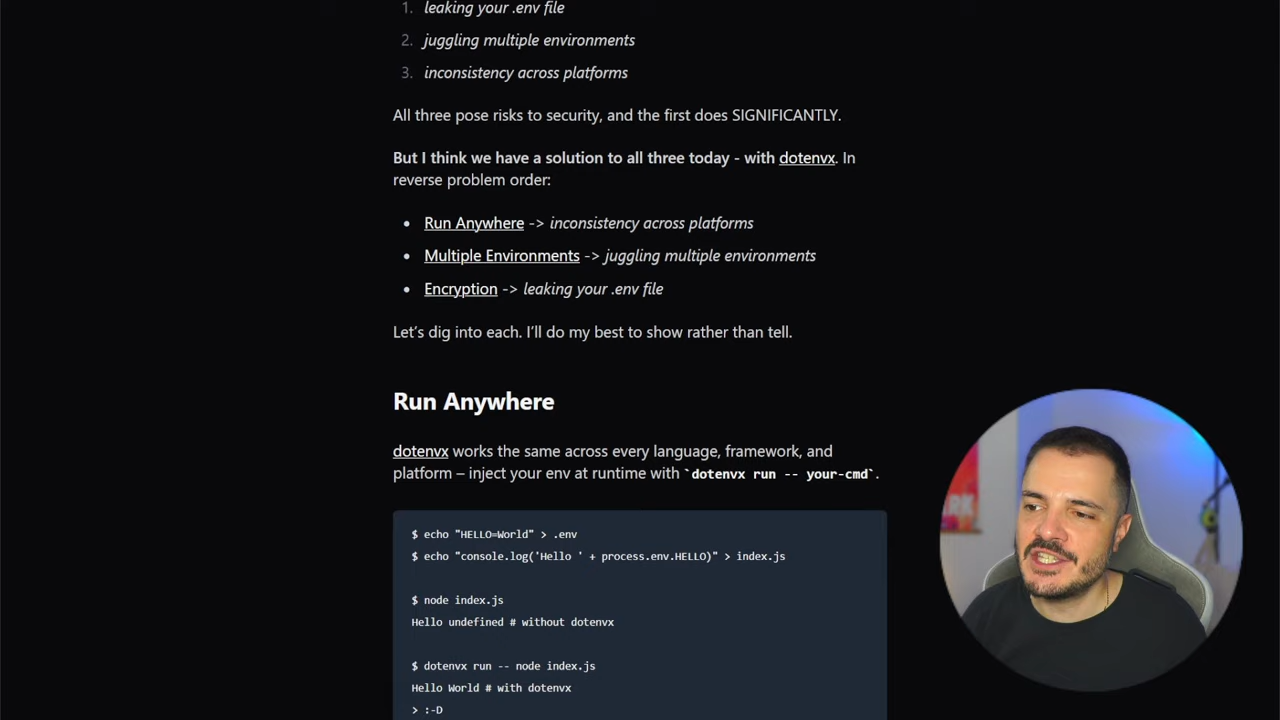 1. leaking your .env file
2. juggling multiple environments
3. inconsistency across platforms
All three pose risks to security, and the first does SIGNIFICANTLY.
But I think we have a solution to all three today - with dotenvx. In
reverse problem order:
• Run Anywhere -> inconsistency across platforms
• Multiple Environments -> juggling multiple environments
• Encryption -> leaking your .env file
Let’s dig into each. I’ll do my best to show rather than tell.
Run Anywhere
dotenvx works the same across every language, framework, and
platform – inject your env at runtime with `dotenvx run -- your-cmd`.
$ echo "HELLO=World" > .env
$ echo "console.log('Hello ' + process.env.HELLO)" > index.js
$ node index.js
Hello undefined # without dotenvx
$ dotenvx run -- node index.js
Hello World # with dotenvx
> :-D